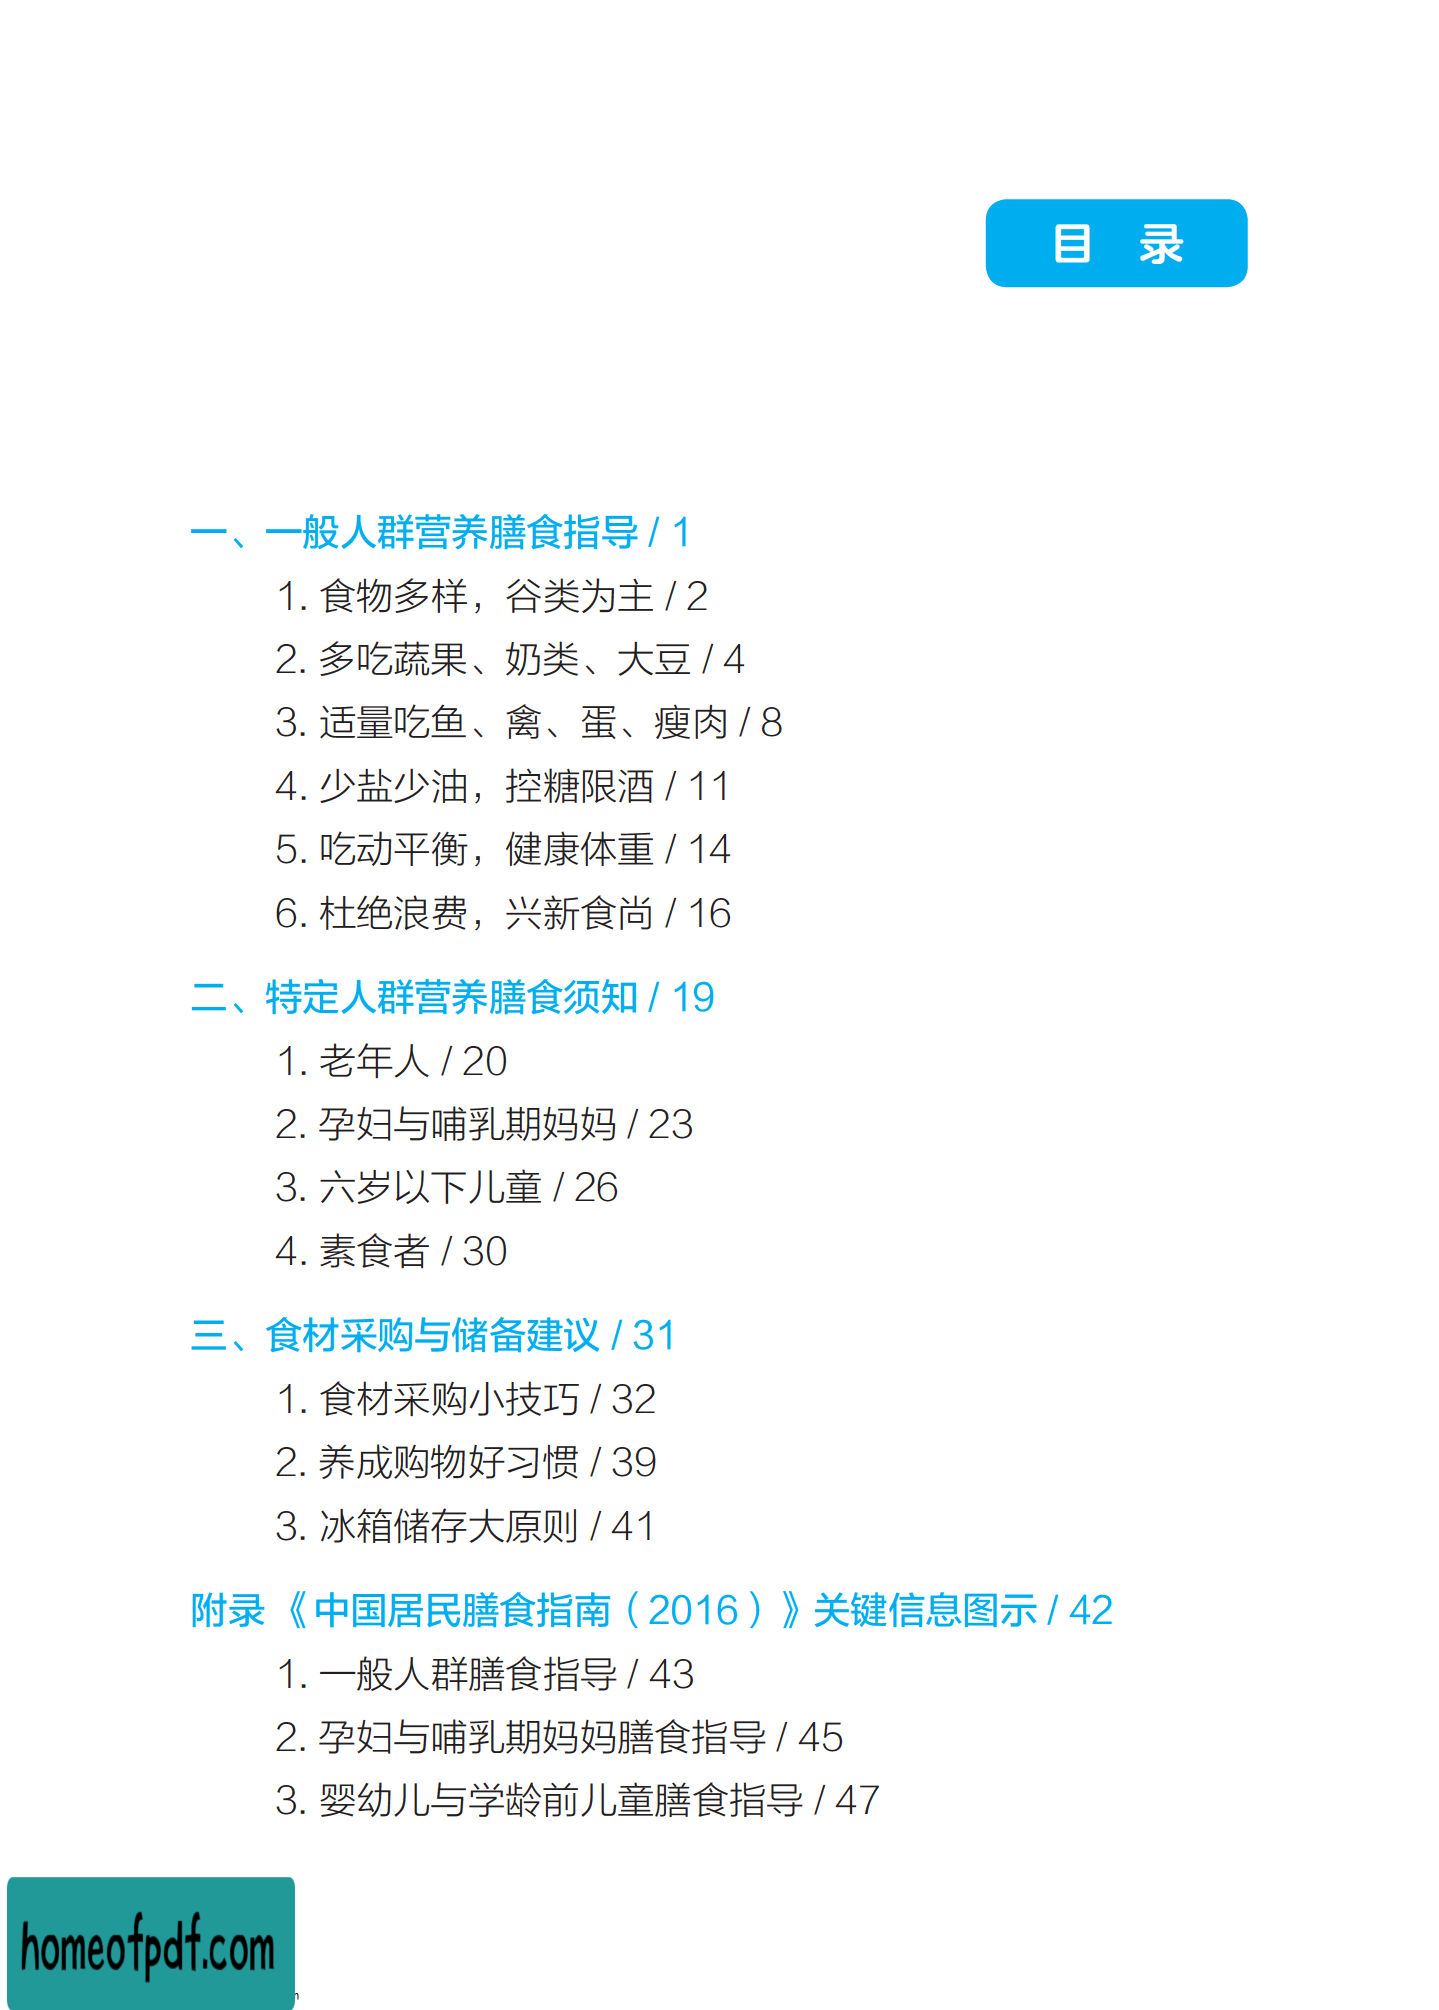 目 录
一、一般人群营养膳食指导 / 1
1. 食物多样，谷类为主 / 2
2. 多吃蔬果、奶类、大豆 / 4
3. 适量吃鱼、禽、蛋、瘦肉 / 8
4. 少盐少油，控糖限酒 / 11
5. 吃动平衡，健康体重 / 14
6. 杜绝浪费，兴新食尚 / 16
二、特定人群营养膳食须知 / 19
1. 老年人 / 20
2. 孕妇与哺乳期妈妈 / 23
3. 六岁以下儿童 / 26
4. 素食者 / 30
三、食材采购与储备建议 / 31
1. 食材采购小技巧 / 32
2. 养成购物好习惯 / 39
3. 冰箱储存大原则 / 41
附录《中国居民膳食指南（2016）》关键信息图示 / 42
1. 一般人群膳食指导 / 43
2. 孕妇与哺乳期妈妈膳食指导 / 45
3. 婴幼儿与学龄前儿童膳食指导 / 47
homeofpdf.com